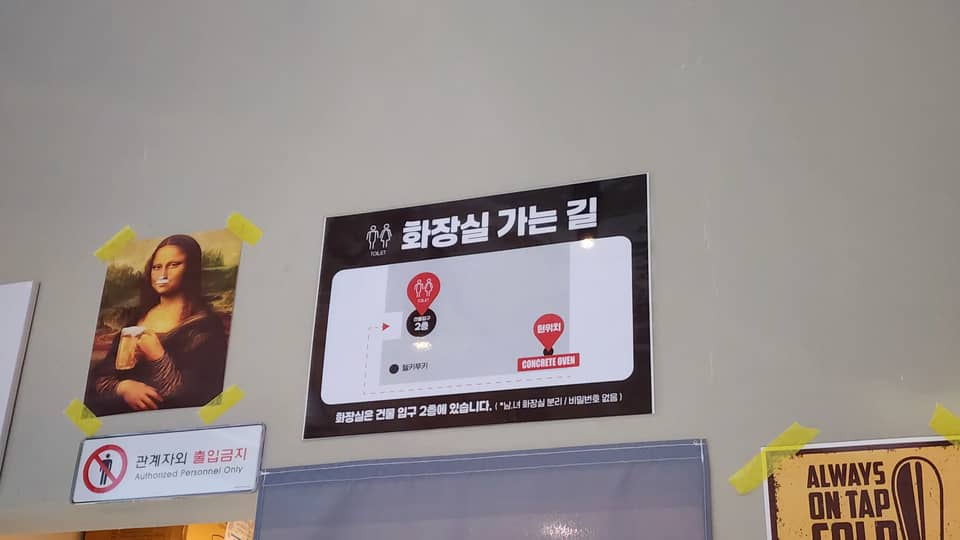 화장실 가는 길
TOILET
TOILET
건물입구
2층
현위치
CONCRETE OVEN
화장실은 건물 입구 2층에 있습니다. ( *남,녀 화장실 분리 / 비밀번호 없음 )
관계자외 출입금지
Authorized Personnel Only
ALWAYS
ON TAP
COLD